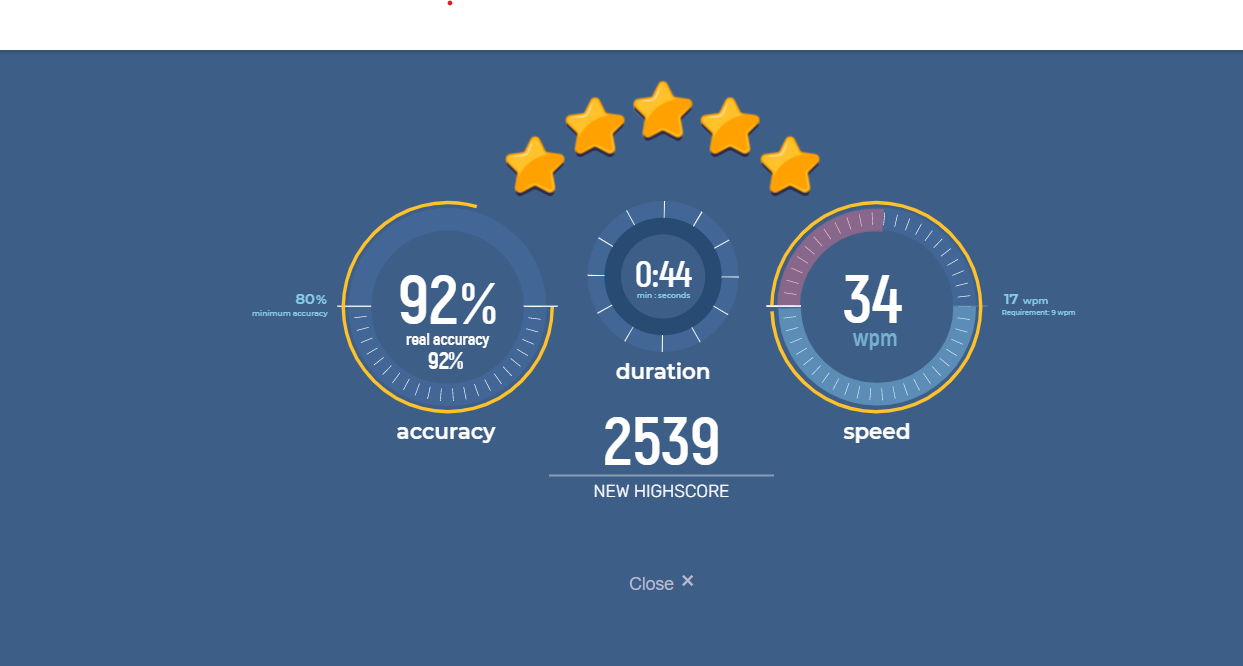 80%
minimum accuracy
92%
real accuracy
92%
accuracy
0:44
min : seconds
duration
34
wpm
speed
17 wpm
Requirement: 9 wpm
2539
NEW HIGHSCORE
Close ×